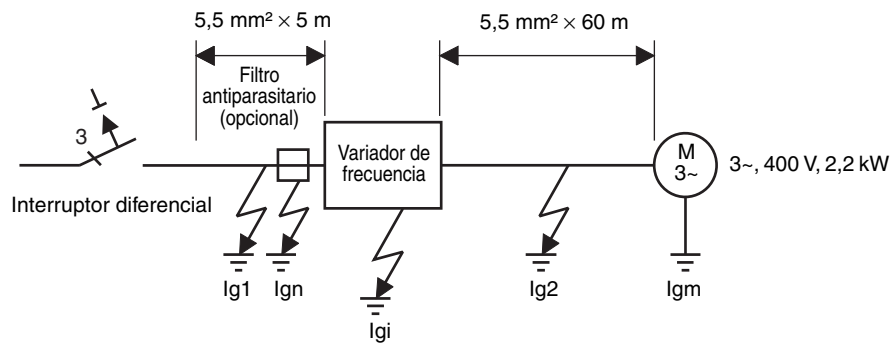 5,5 mm² × 5 m
5,5 mm² × 60 m
Filtro
antiparasitario
(opcional)
3
Variador de
frecuencia
M
3~
3~, 400 V, 2,2 kW
Interruptor diferencial
Ig1
Ign
Igi
Ig2
Igm